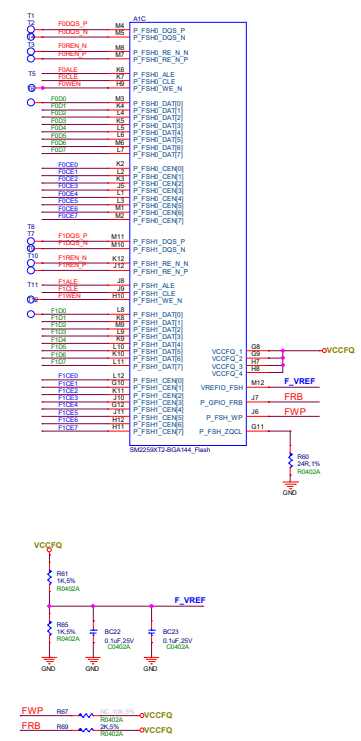 T1
A1C
T2
F0DQS_P M4 P_FSH0_DQS_P
F0DQS_N M5 P_FSH0_DQS_N
T3
F0REN_N M8 P_FSH0_RE_N_N
F0REN_P M7 P_FSH0_RE_N_P
T5 F0ALE K6 P_FSH0_ALE
F0CLE K7 P_FSH0_CLE
F0WEN H9 P_FSH0_WE_N
F0D0 M3 P_FSH0_DAT[0]
F0D1 K4 P_FSH0_DAT[1]
F0D2 L4 P_FSH0_DAT[2]
F0D3 K5 P_FSH0_DAT[3]
F0D4 L5 P_FSH0_DAT[4]
F0D5 L6 P_FSH0_DAT[5]
F0D6 M6 P_FSH0_DAT[6]
F0D7 L7 P_FSH0_DAT[7]
F0CE0 K2 P_FSH0_CEN[0]
F0CE1 L2 P_FSH0_CEN[1]
F0CE2 K3 P_FSH0_CEN[2]
F0CE3 J5 P_FSH0_CEN[3]
F0CE4 L1 P_FSH0_CEN[4]
F0CE5 L3 P_FSH0_CEN[5]
F0CE6 M1 P_FSH0_CEN[6]
F0CE7 M2 P_FSH0_CEN[7]
T8
T7
F1DQS_P M11 P_FSH1_DQS_P
F1DQS_N M10 P_FSH1_DQS_N
T10
F1REN_N K12 P_FSH1_RE_N_N
F1REN_P J12 P_FSH1_RE_N_P
T11 F1ALE J8 P_FSH1_ALE
F1CLE J9 P_FSH1_CLE
F1WEN H10 P_FSH1_WE_N
F1D0 L8 P_FSH1_DAT[0]
F1D1 K8 P_FSH1_DAT[1]
F1D2 M9 P_FSH1_DAT[2]
F1D3 L9 P_FSH1_DAT[3]
F1D4 K9 P_FSH1_DAT[4]
F1D5 L10 P_FSH1_DAT[5]
F1D6 K10 P_FSH1_DAT[6]
F1D7 L11 P_FSH1_DAT[7]
VCCFQ_1 G8
VCCFQ_2 G9
VCCFQ_3 H7
VCCFQ_4 H8
VCCFQ
F1CE0 L12 P_FSH1_CEN[0]
F1CE1 G10 P_FSH1_CEN[1]
F1CE2 K11 P_FSH1_CEN[2]
F1CE3 J10 P_FSH1_CEN[3]
F1CE4 G12 P_FSH1_CEN[4]
F1CE5 J11 P_FSH1_CEN[5]
F1CE6 H12 P_FSH1_CEN[6]
F1CE7 H11 P_FSH1_CEN[7]
VREFIO_FSH M12 F_VREF
P_GPIO_FRB J7 FRB
P_FSH_WP J6 FWP
P_FSH_ZQCL G11
SM2259XT2-BGA144_Flash
R60
24R,1%
R0402A
GND
VCCFQ
R61
1K,5%
R0402A
F_VREF
R65
1K,5%
R0402A
BC22
0.1uF,25V
C0402A
BC23
0.1uF,25V
C0402A
GND GND GND
FWP R67 NC_10K,5% VCCFQ
R0402A
FRB R69 2K,5% VCCFQ
R0402A